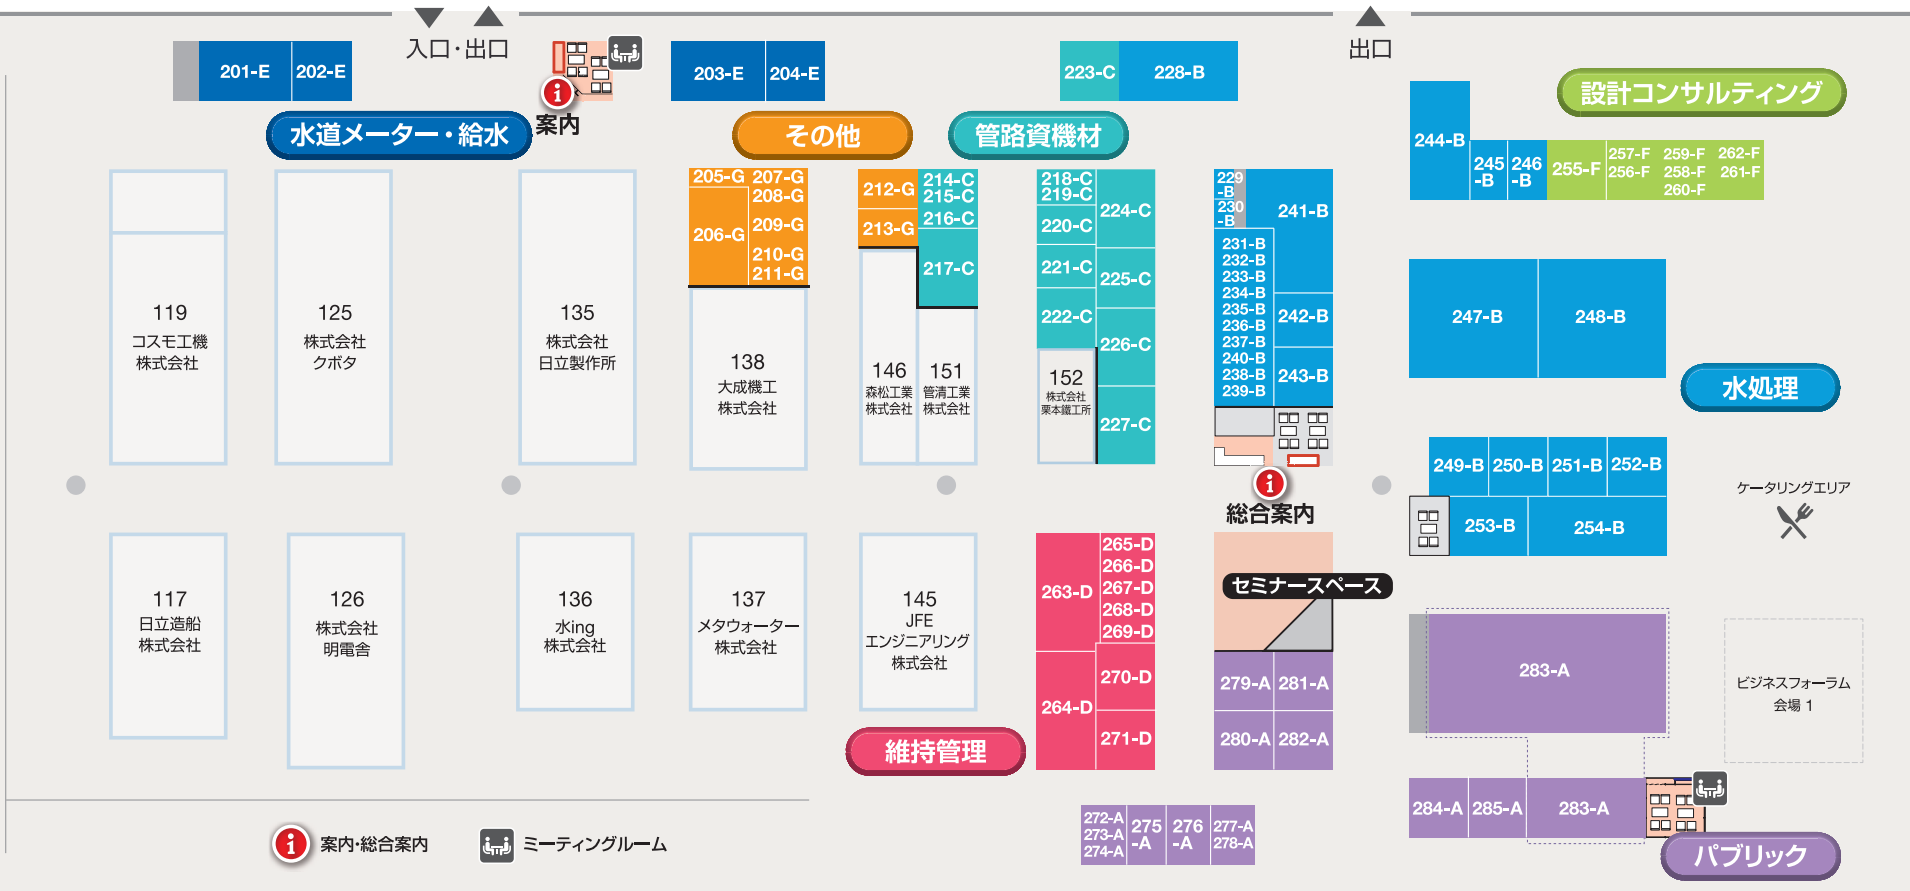 入口・出口
出口
201-E
202-E
203-E
204-E
223-C
228-B
案内
水道メーター・給水
その他
管路資機材
設計コンサルティング
244-B
245
-B
246
-B
255-F
257-F
256-F
259-F
258-F
260-F
262-F
261-F
205-G
206-G
207-G
208-G
209-G
210-G
211-G
212-G
213-G
214-C
215-C
216-C
217-C
218-C
219-C
220-C
221-C
222-C
224-C
225-C
226-C
227-C
229
-B
230
-B
231-B
232-B
233-B
234-B
235-B
236-B
237-B
240-B
238-B
239-B
241-B
242-B
243-B
247-B
248-B
水処理
119
コスモ工機
株式会社
125
株式会社
クボタ
135
株式会社
日立製作所
138
大成機工
株式会社
146
森松工業
株式会社
151
管清工業
株式会社
152
株式会社
栗本鐵工所
総合案内
249-B
250-B
251-B
252-B
253-B
254-B
ケータリングエリア
117
日立造船
株式会社
126
株式会社
明電舎
136
水ing
株式会社
137
メタウォーター
株式会社
145
JFE
エンジニアリング
株式会社
263-D
264-D
265-D
266-D
267-D
268-D
269-D
270-D
271-D
維持管理
セミナースペース
279-A
281-A
280-A
282-A
283-A
ビジネスフォーラム
会場 1
284-A
285-A
283-A
272-A
273-A
274-A
275
-A
276
-A
277-A
278-A
パブリック
案内・総合案内
ミーティングルーム